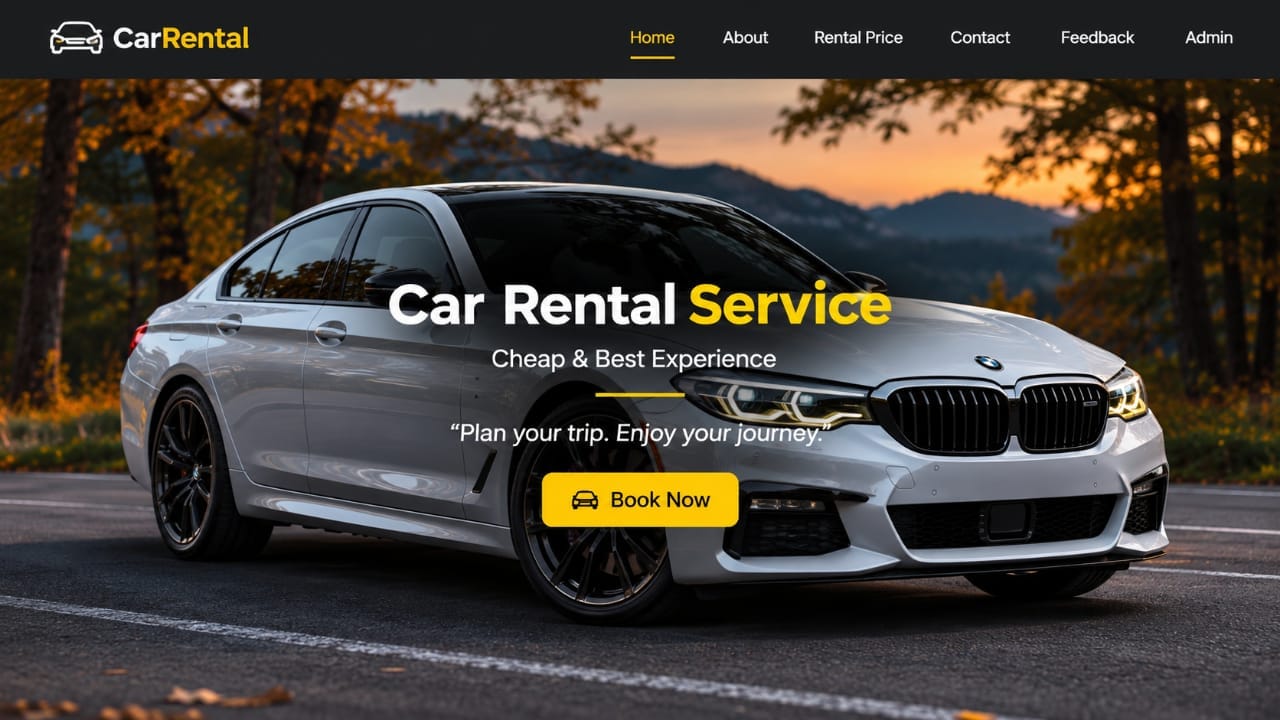 CarRental
Home About Rental Price Contact Feedback Admin
Car Rental Service
Cheap & Best Experience
“Plan your trip. Enjoy your journey.”
Book Now